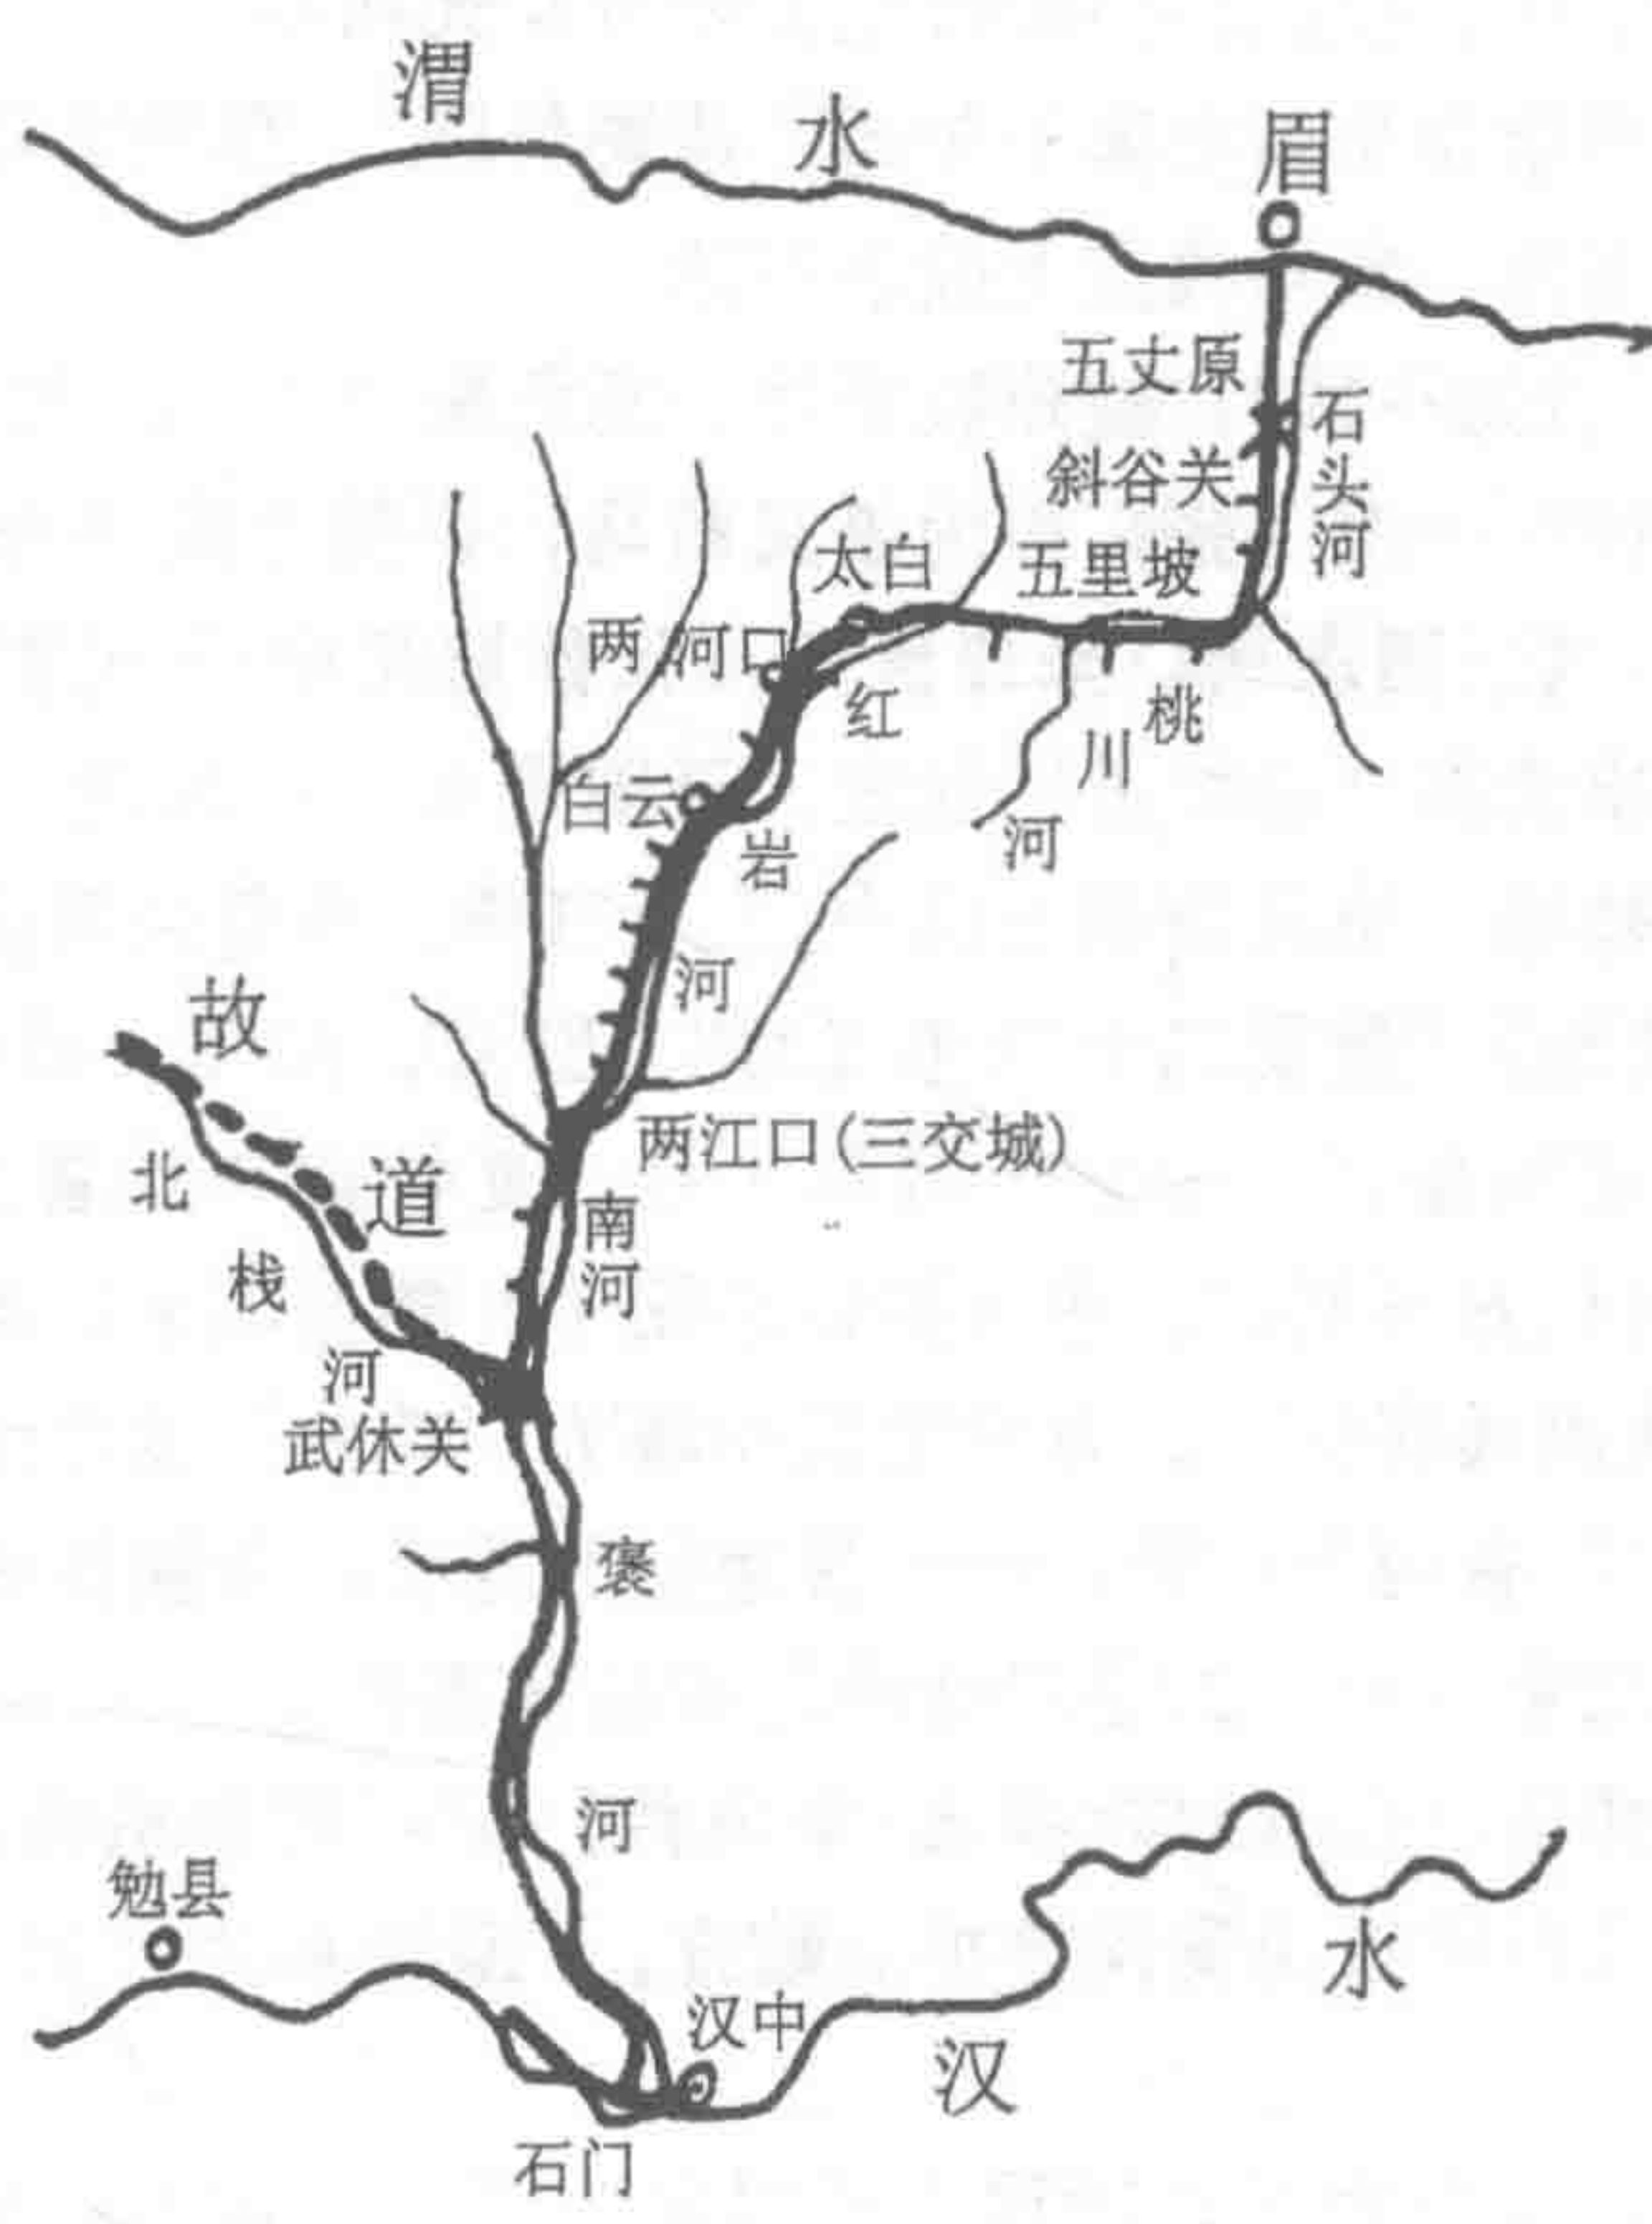 渭水
眉
五丈原
石头河
斜谷关
太白
五里坡
两河口
红岩河
桃川河
白云
故道
两江口(三交城)
北栈河
南河
武休关
褒河
勉县
汉中
汉水
石门